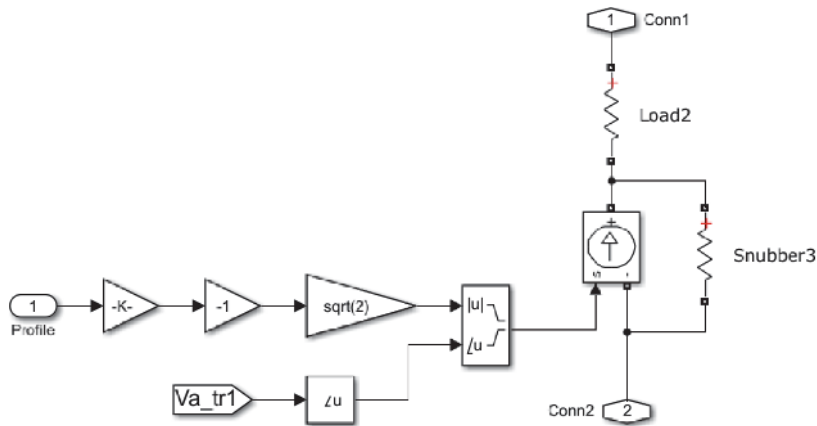 1
Conn1
Load2
+
Snubber3
s
-
1
Profile
-K-
-1
sqrt(2)
|u|
∠u
Va_tr1
∠u
Conn2
2